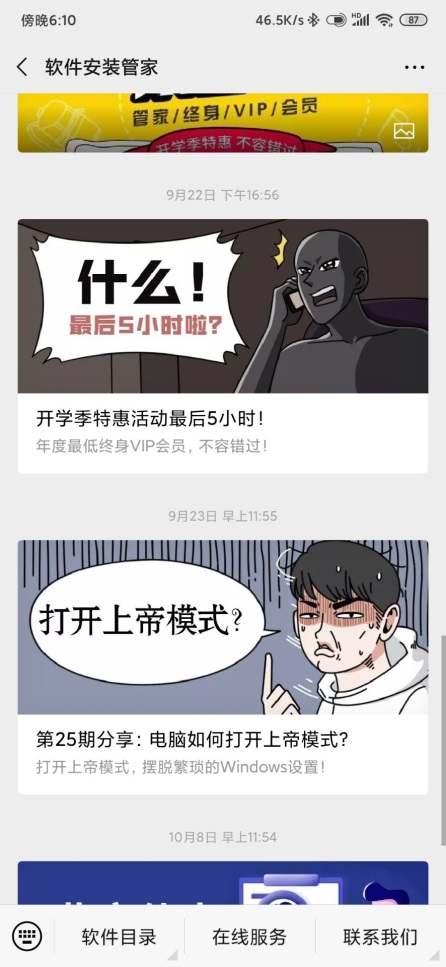 傍晚6:10
46.5K/s
HD
87
软件安装管家
管家/终身/VIP/会员
开学季特惠 不容错过
9月22日 下午16:56
什么！
最后5小时啦?
开学季特惠活动最后5小时！
年度最低终身VIP会员，不容错过！
9月23日 早上11:55
打开上帝模式?
第25期分享：电脑如何打开上帝模式?
打开上帝模式，摆脱繁琐的Windows设置！
10月8日 早上11:54
软件目录
在线服务
联系我们